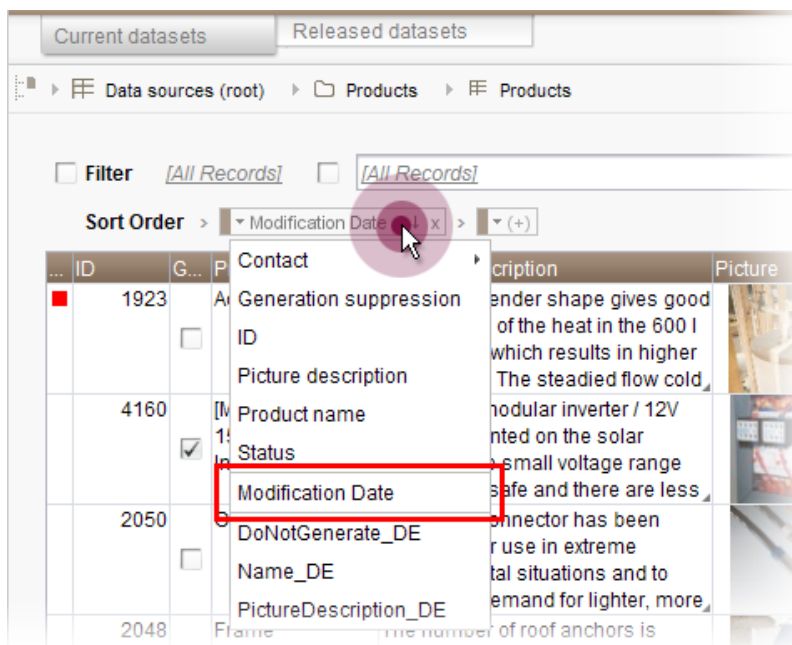 Current datasets Released datasets
Data sources (root) Products Products
Filter [All Records] [All Records]
Sort Order > Modification Date ↓ x > (+)
... ID G... cription Picture
Contact
Generation suppression
ID
Picture description
Product name
Status
Modification Date
DoNotGenerate_DE
Name_DE
PictureDescription_DE
1923 ender shape gives good
of the heat in the 600 l
which results in higher
The steadied flow cold
4160 [M nodular inverter / 12V
nted on the solar
small voltage range
safe and there are less
2050 onnector has been
r use in extreme
tal situations and to
emand for lighter, more
2048 Frame The number of roof anchors is